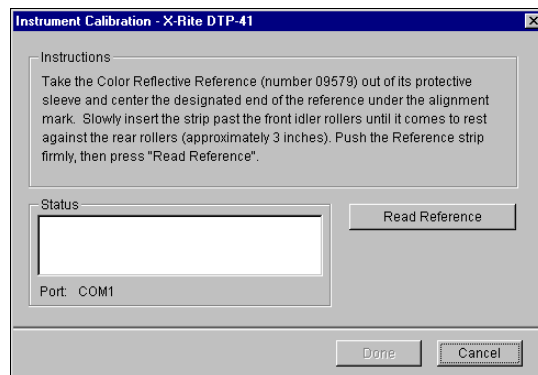 Instrument Calibration - X-Rite DTP-41
Instructions
Take the Color Reflective Reference (number 09579) out of its protective
sleeve and center the designated end of the reference under the alignment
mark.  Slowly insert the strip past the front idler rollers until it comes to rest
against the rear rollers (approximately 3 inches). Push the Reference strip
firmly, then press "Read Reference".
Status
Read Reference
Port:  COM1
Done
Cancel